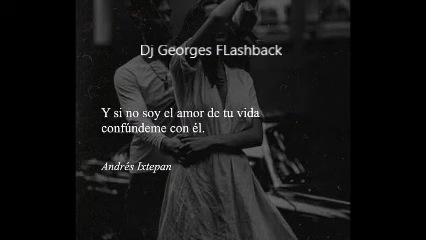 Dj Georges FLashback
Y si no soy el amor de tu vida
confúndeme con él.
Andrés Ixtepan